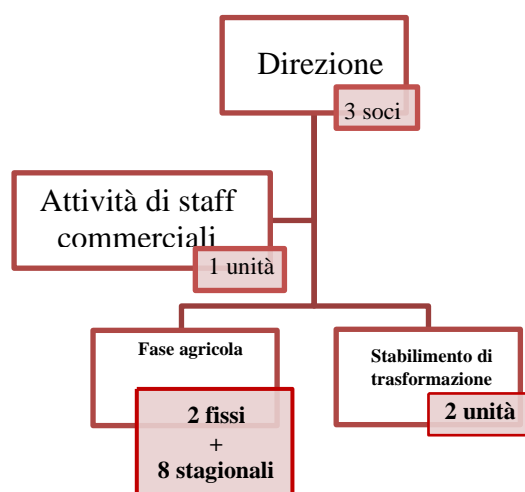 Direzione
3 soci
Attività di staff
commerciali
1 unità
Fase agricola
2 fissi
+
8 stagionali
Stabilimento di
trasformazione
2 unità